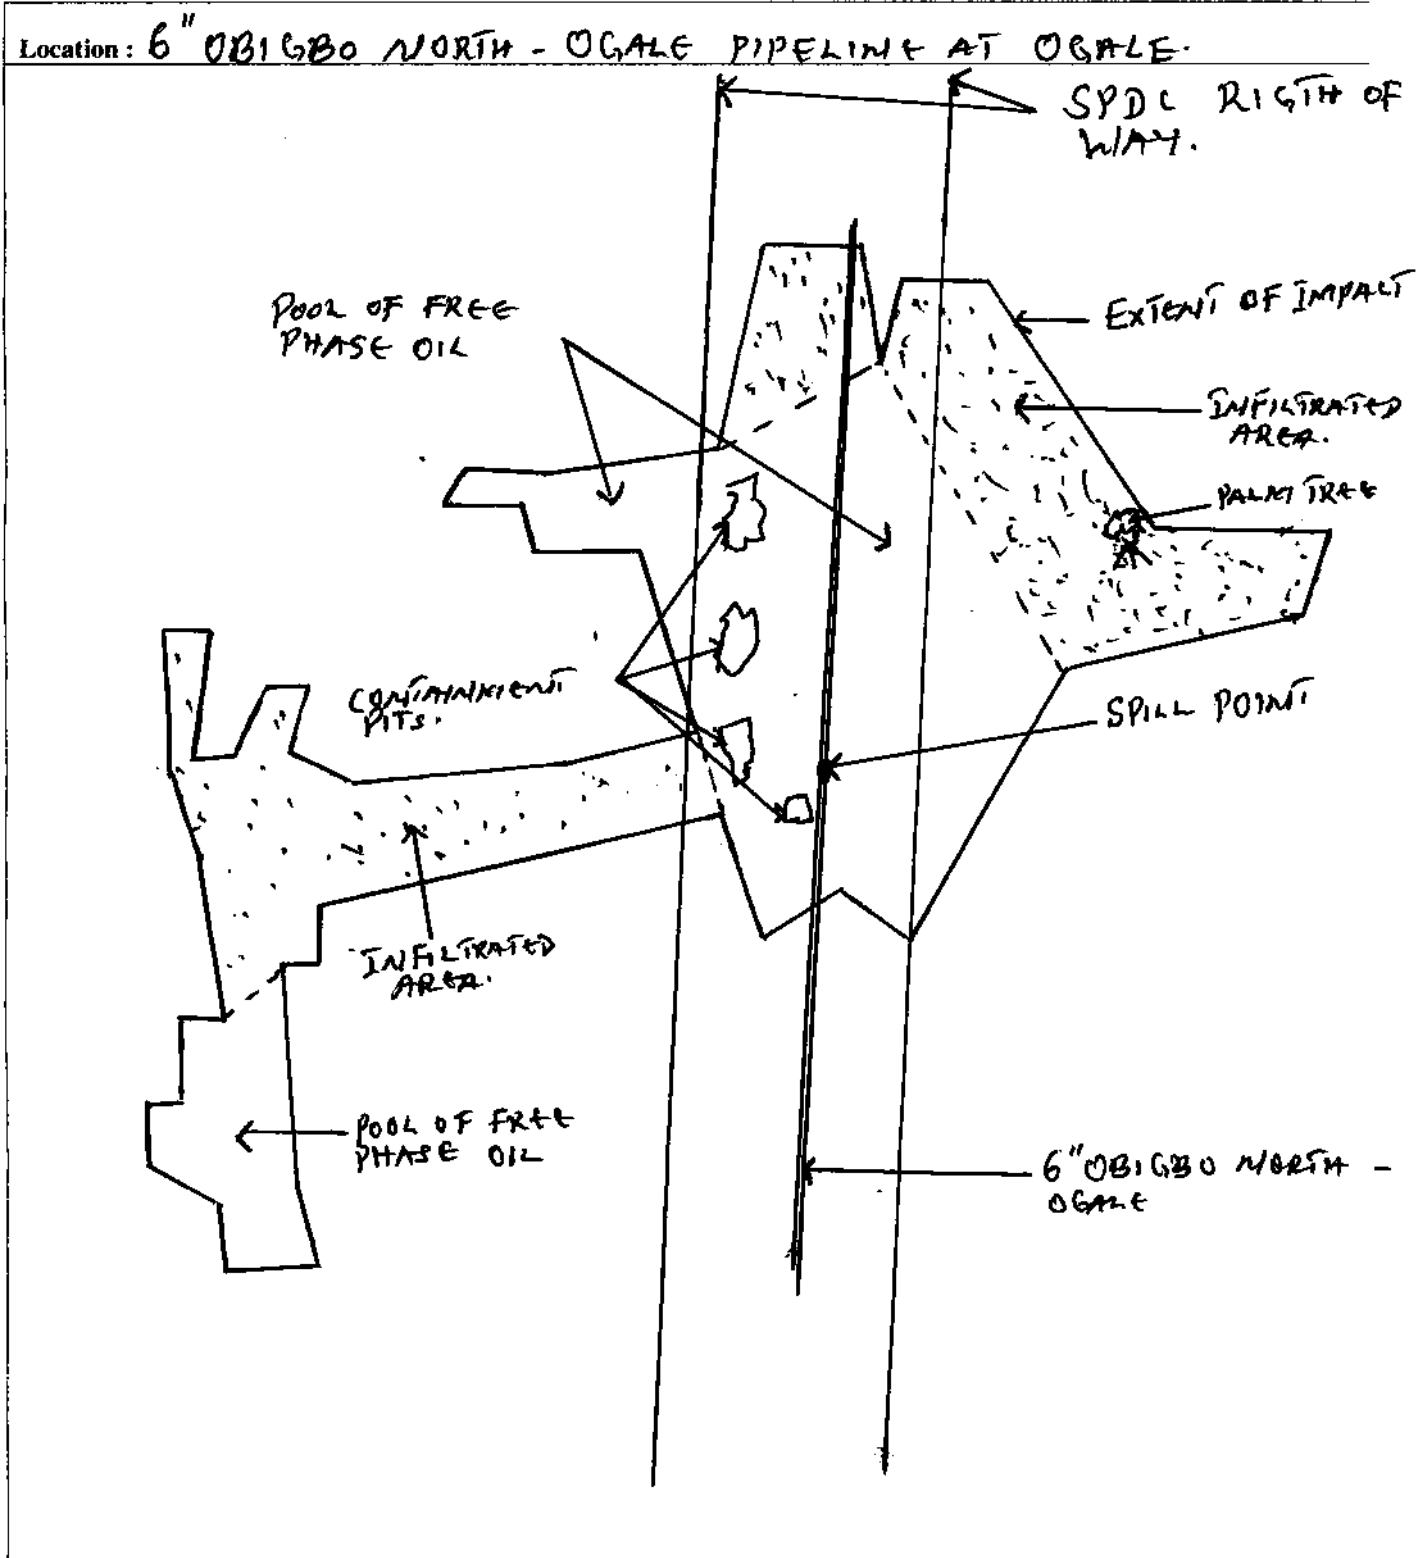 Location : 6" OBIGBO NORTH - OGALE PIPELINE AT OGALE.
SPDC RIGTH OF
WAY.
POOL OF FREE
PHASE OIL
EXTENT OF IMPACT
INFILTRATED
AREA.
PALM TREE
CONTAINMENT
PITS.
SPILL POINT
INFILTRATED
AREA.
POOL OF FREE
PHASE OIL
6" OBIGBO NORTH -
OGALE